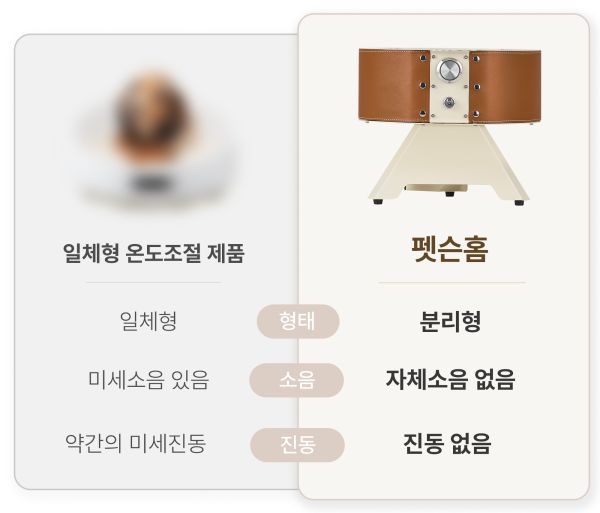 일체형 온도조절 제품
펫슨홈
일체형 형태 분리형
미세소음 있음 소음 자체소음 없음
약간의 미세진동 진동 진동 없음